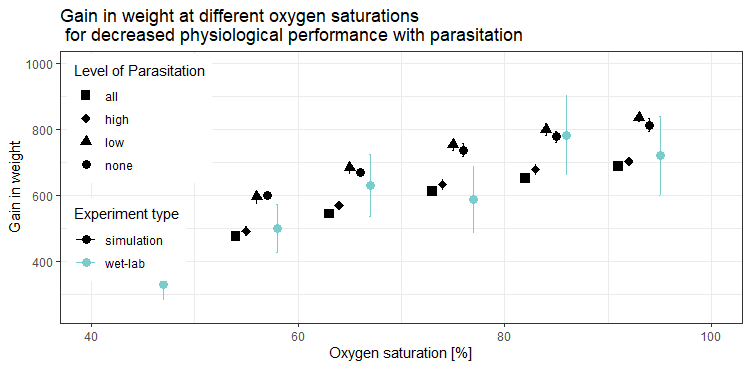 Gain in weight at different oxygen saturations
for decreased physiological performance with parasitation
Gain in weight
1000
800
600
400
Level of Parasitation
all
high
low
none
Experiment type
simulation
wet-lab
40
60
80
100
Oxygen saturation [%]